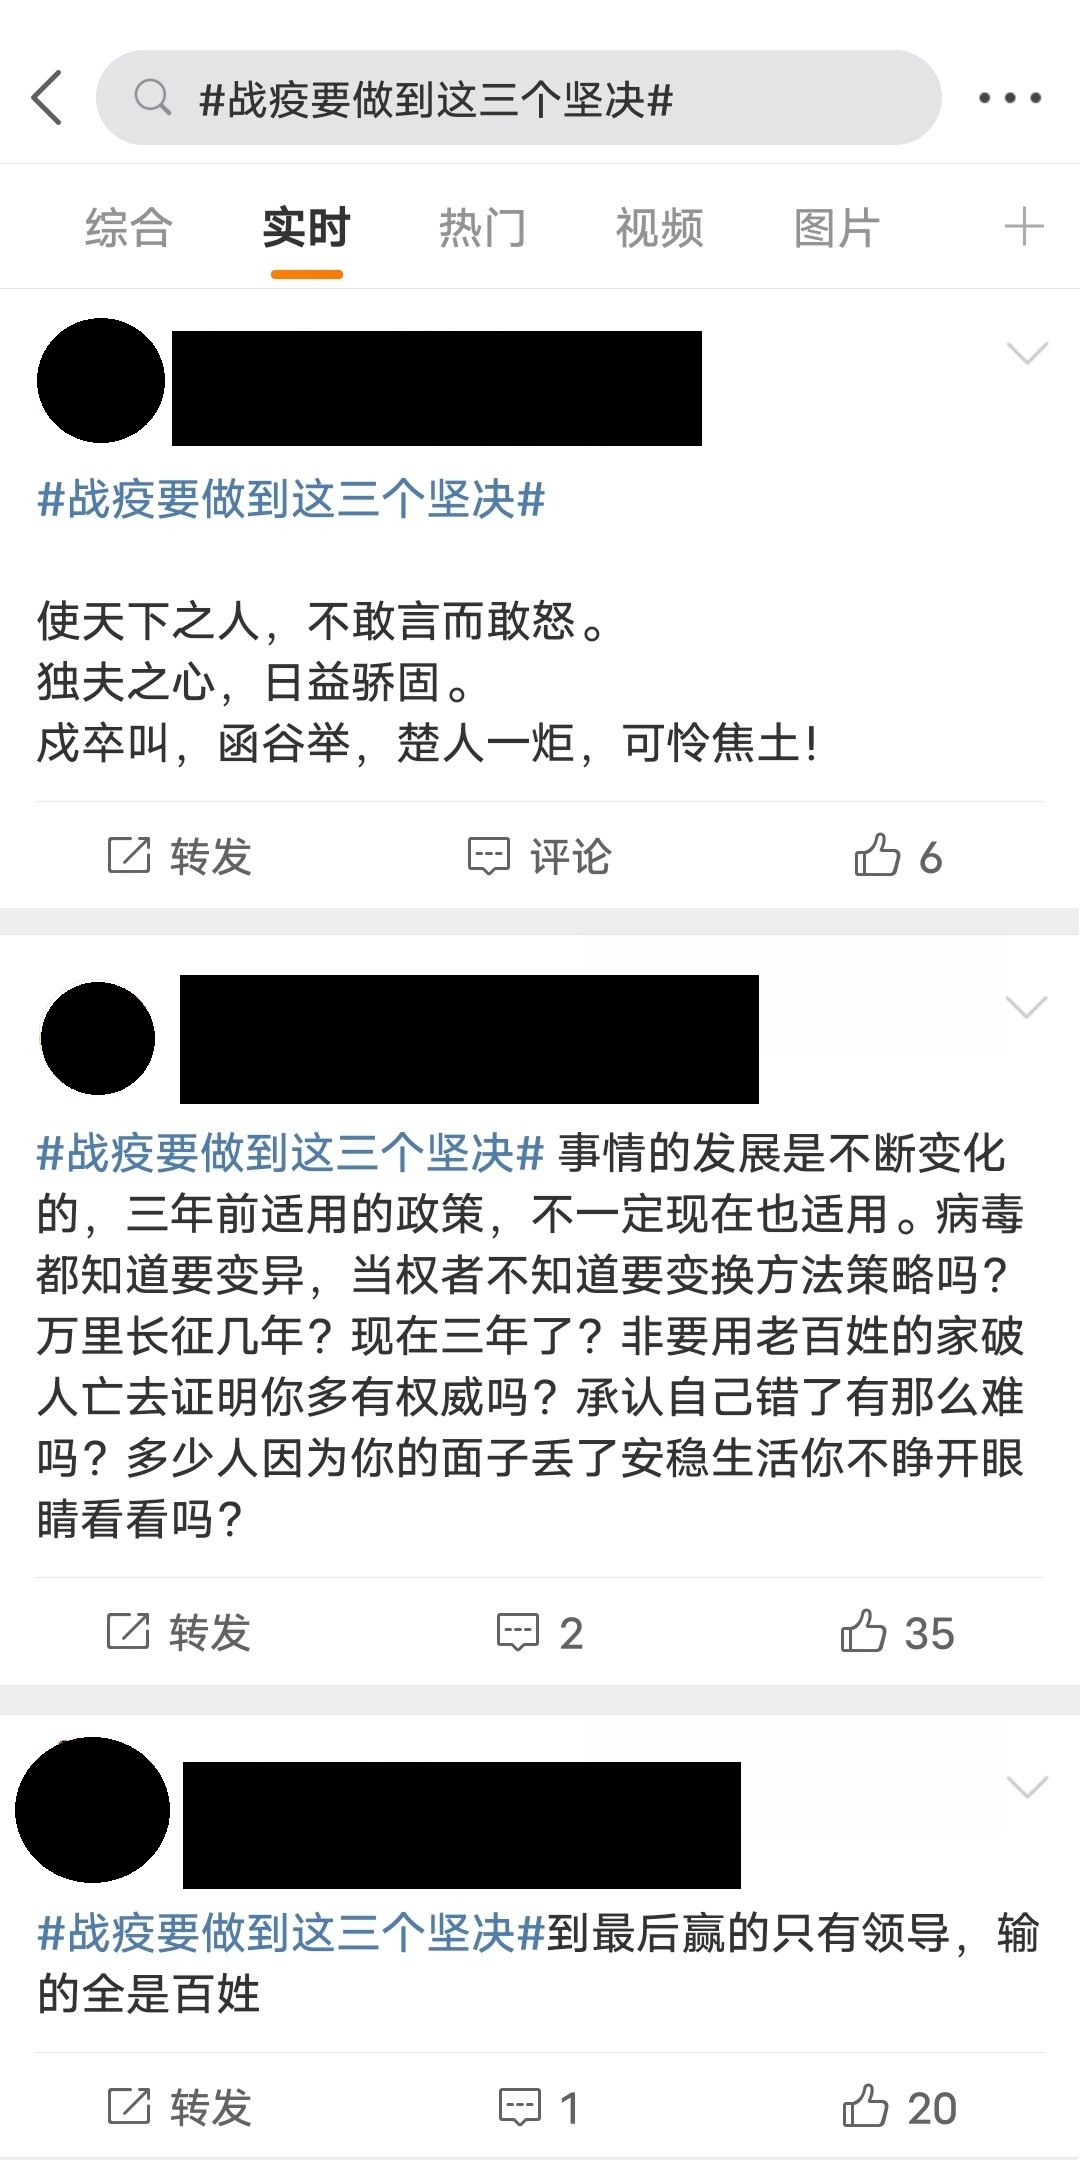 #战疫要做到这三个坚决#
综合 实时 热门 视频 图片
#战疫要做到这三个坚决#
使天下之人，不敢言而敢怒。
独夫之心，日益骄固。
戍卒叫，函谷举，楚人一炬，可怜焦土!
转发 评论 6
#战疫要做到这三个坚决# 事情的发展是不断变化
的，三年前适用的政策，不一定现在也适用。病毒
都知道要变异，当权者不知道要变换方法策略吗?
万里长征几年? 现在三年了? 非要用老百姓的家破
人亡去证明你多有权威吗? 承认自己错了有那么难
吗? 多少人因为你的面子丢了安稳生活你不睁开眼
睛看看吗?
转发 2 35
#战疫要做到这三个坚决#到最后赢的只有领导，输
的全是百姓
转发 1 20